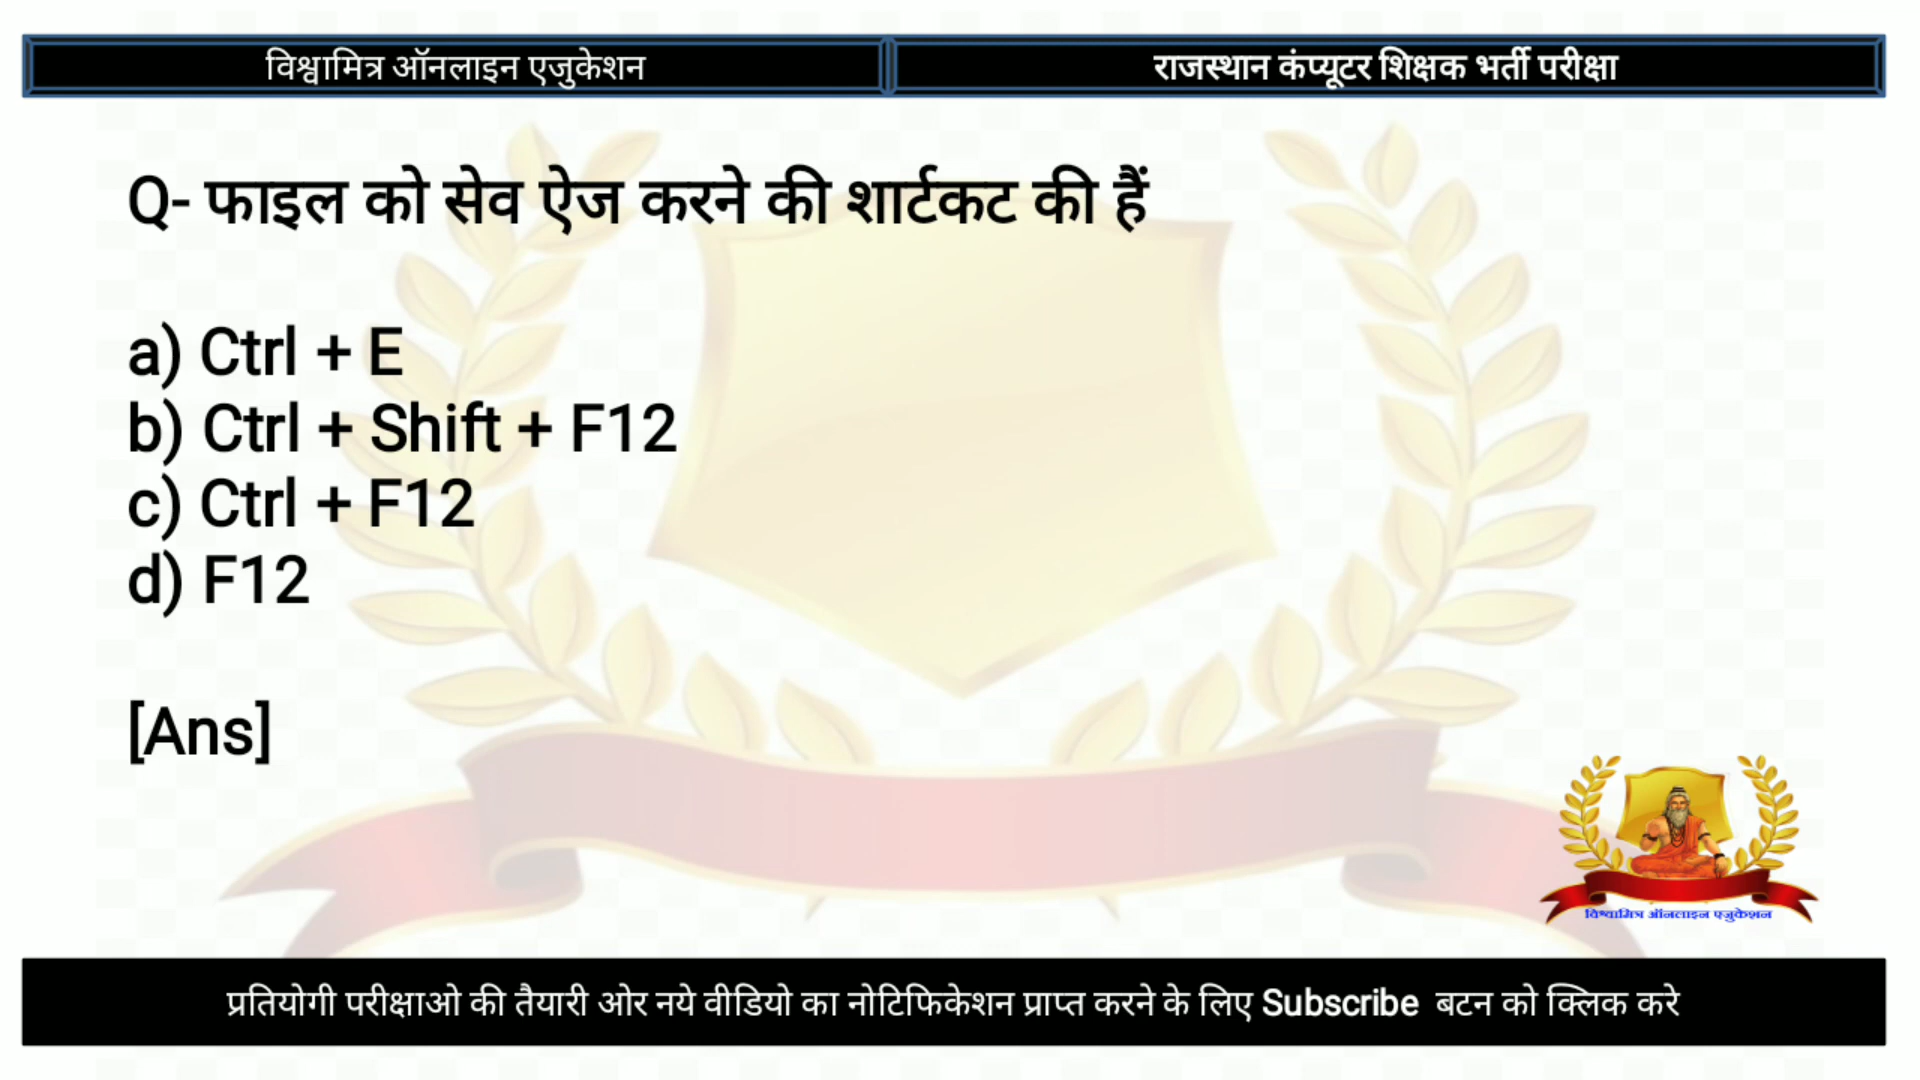 विश्वामित्र ऑनलाइन एजुकेशन
राजस्थान कंप्यूटर शिक्षक भर्ती परीक्षा
Q- फाइल को सेव ऐज करने की शार्टकट की हैं
a) Ctrl + E
b) Ctrl + Shift + F12
c) Ctrl + F12
d) F12
[Ans]
विश्वामित्र ऑनलाइन एजुकेशन
प्रतियोगी परीक्षाओ की तैयारी ओर नये वीडियो का नोटिफिकेशन प्राप्त करने के लिए Subscribe बटन को क्लिक करे